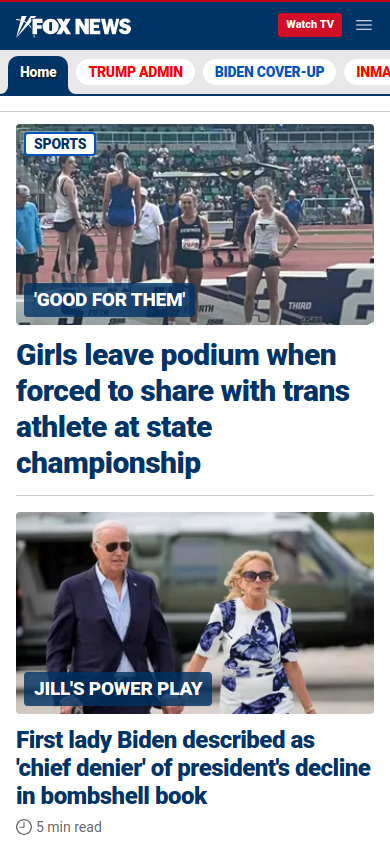 FOX NEWS
Watch TV
Home TRUMP ADMIN BIDEN COVER-UP INMA
SPORTS
'GOOD FOR THEM'
FIFTH
THIRD
Girls leave podium when
forced to share with trans
athlete at state
championship
JILL'S POWER PLAY
First lady Biden described as
'chief denier' of president's decline
in bombshell book
5 min read